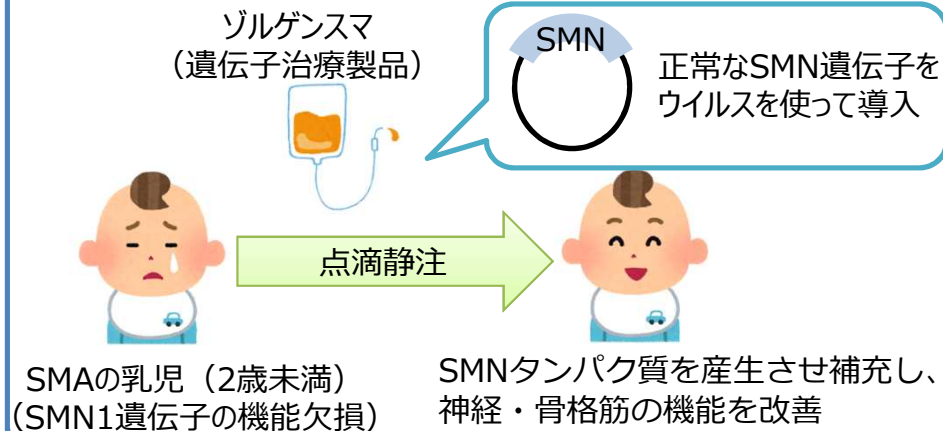 ゾルゲンスマ
（遺伝子治療製品）
SMN
正常なSMN遺伝子を
ウイルスを使って導入
点滴静注
SMAの乳児（2歳未満）
（SMN1遺伝子の機能欠損）
SMNタンパク質を産生させ補充し、
神経・骨格筋の機能を改善